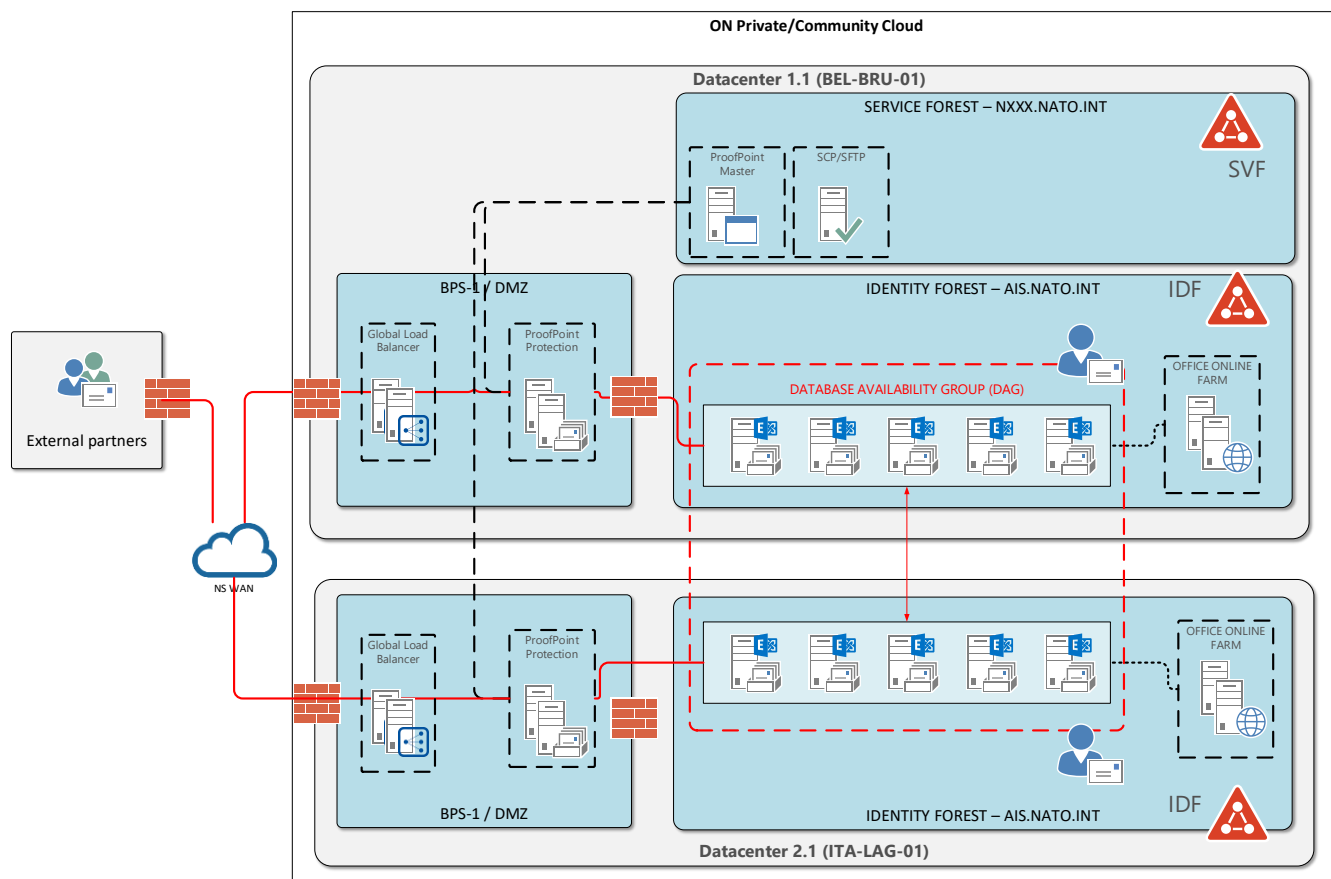 ON Private/Community Cloud
Datacenter 1.1 (BEL-BRU-01)
SERVICE FOREST – NXXX.NATO.INT
ProofPoint
Master
SCP/SFTP
SVF
BPS-1 / DMZ
Global Load
Balancer
ProofPoint
Protection
IDENTITY FOREST – AIS.NATO.INT
IDF
DATABASE AVAILABILITY GROUP (DAG)
OFFICE ONLINE
FARM
External partners
NS WAN
Global Load
Balancer
ProofPoint
Protection
BPS-1 / DMZ
OFFICE ONLINE
FARM
IDENTITY FOREST – AIS.NATO.INT
IDF
Datacenter 2.1 (ITA-LAG-01)